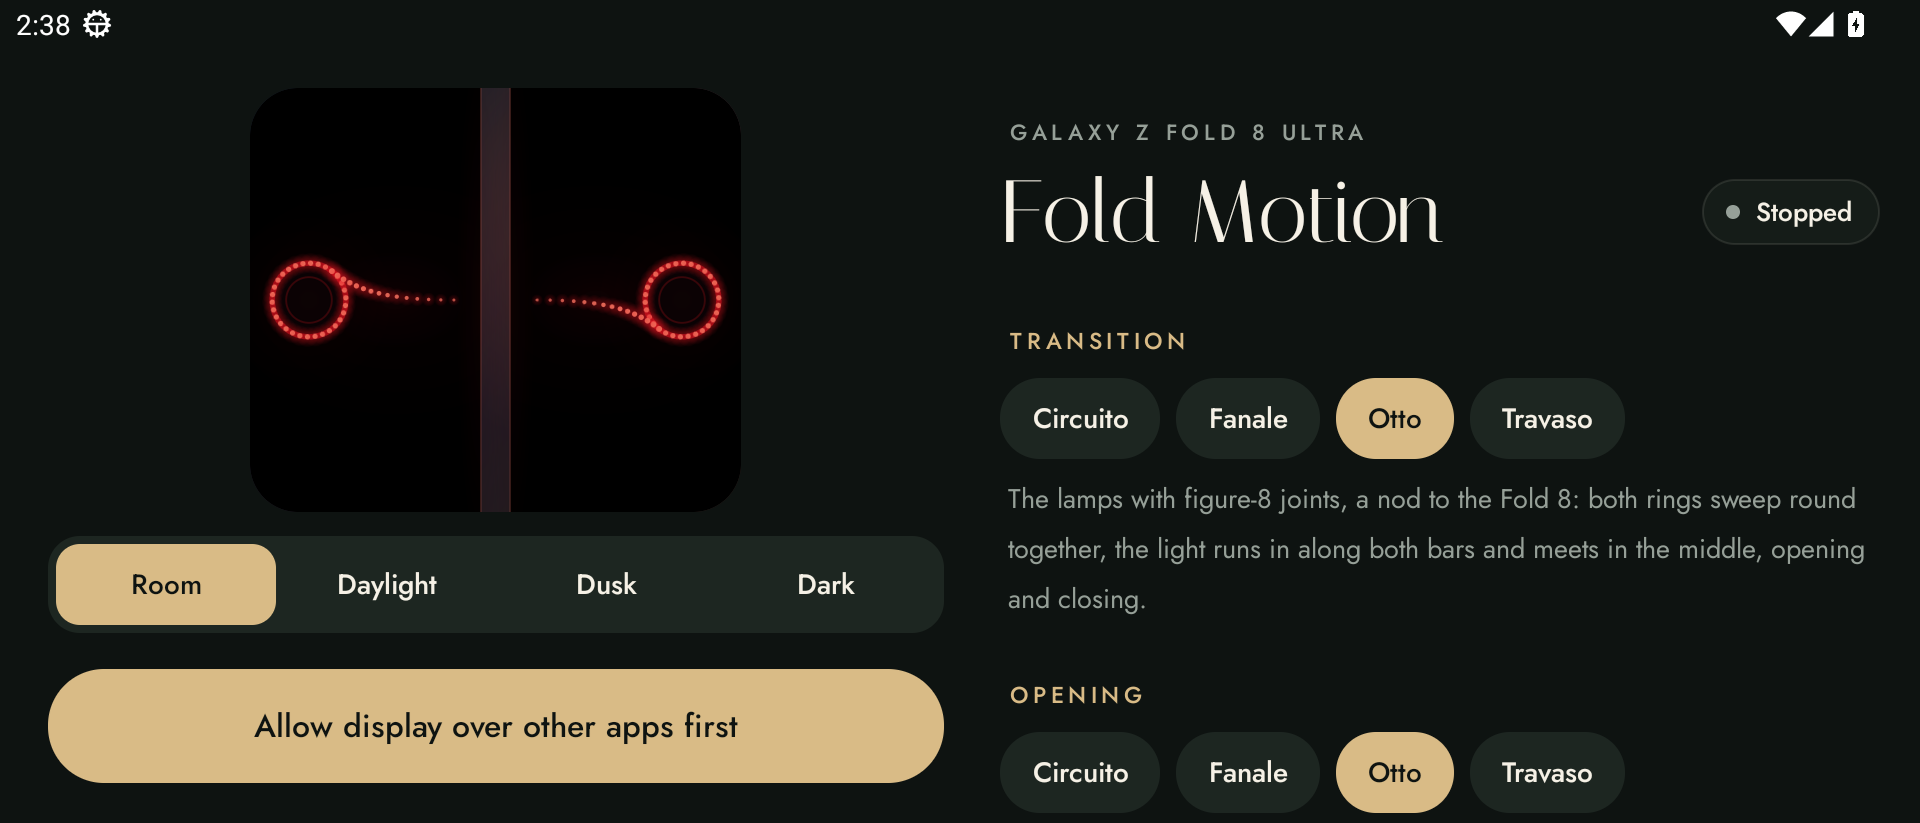 2:38
GALAXY Z FOLD 8 ULTRA
Fold Motion
Stopped
TRANSITION
Circuito Fanale Otto Travaso
The lamps with figure-8 joints, a nod to the Fold 8: both rings sweep round
together, the light runs in along both bars and meets in the middle, opening
and closing.
Room Daylight Dusk Dark
Allow display over other apps first
OPENING
Circuito Fanale Otto Travaso